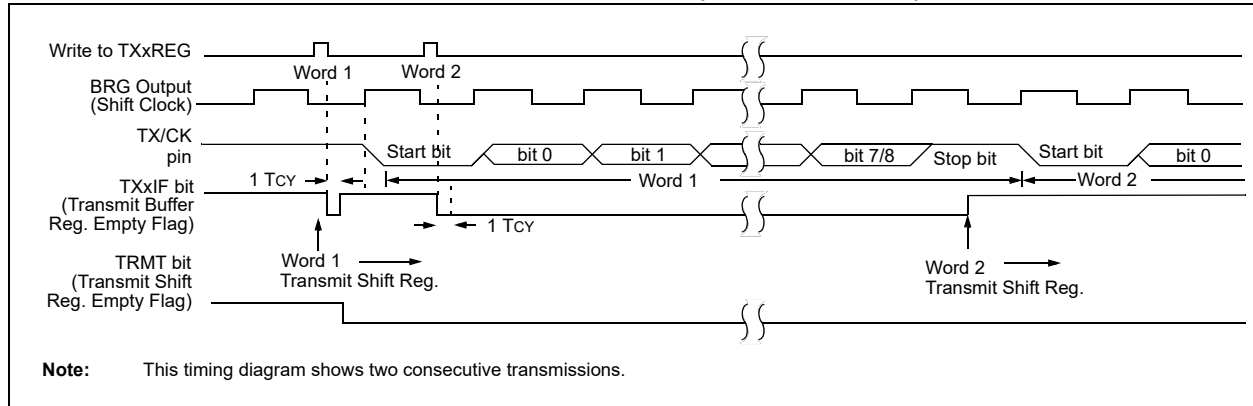 Write to TXxREG
Word 1
Word 2
BRG Output
(Shift Clock)
TX/CK
pin
Start bit
bit 0
bit 1
bit 7/8
Stop bit
Start bit
bit 0
Word 1
Word 2
1 TCY
TXxIF bit
(Transmit Buffer
Reg. Empty Flag)
1 TCY
Word 1
Transmit Shift Reg.
Word 2
Transmit Shift Reg.
TRMT bit
(Transmit Shift
Reg. Empty Flag)
Note: This timing diagram shows two consecutive transmissions.